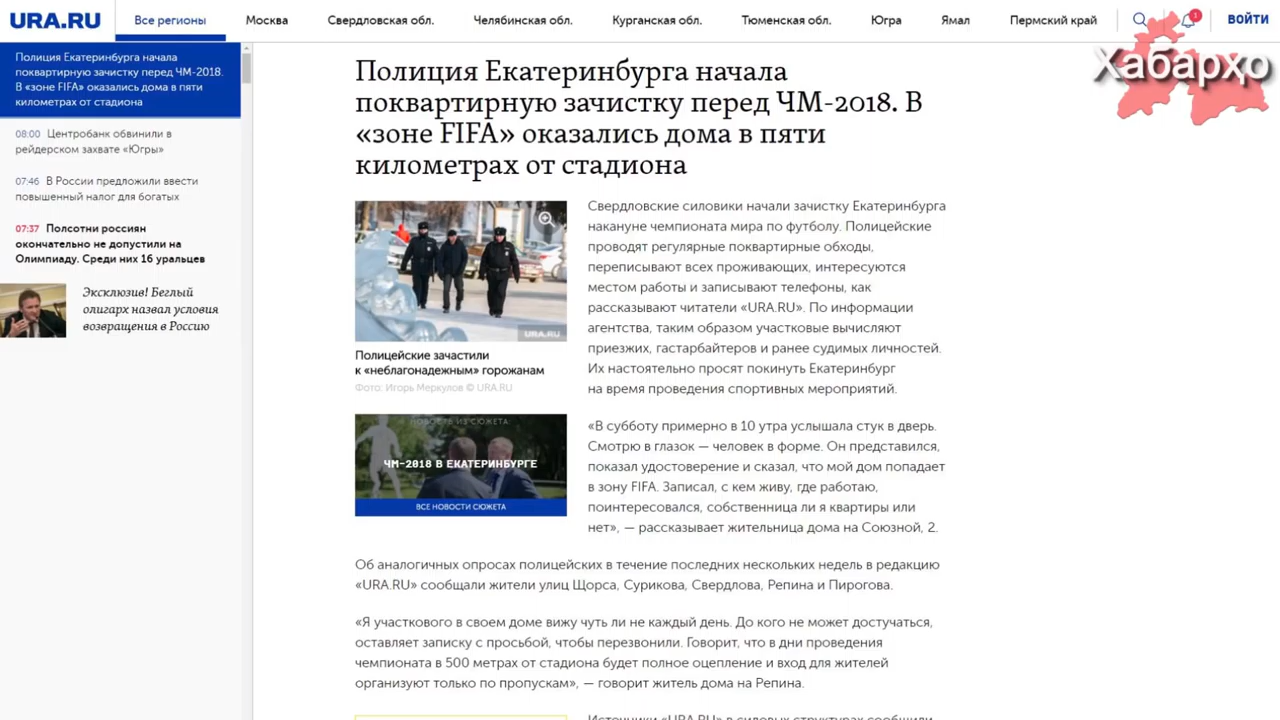 URA.RU
Все регионы
Москва
Свердловская обл.
Челябинская обл.
Курганская обл.
Тюменская обл.
Югра
Ямал
Пермский край
1
ВОЙТИ
Хабарҳо
Полиция Екатеринбурга начала
поквартирную зачистку перед ЧМ-2018.
В «зоне FIFA» оказались дома в пяти
километрах от стадиона
08:00 Центробанк обвинили в
рейдерском захвате «Югры»
07:46 В России предложили ввести
повышенный налог для богатых
07:37 Полсотни россиян
окончательно не допустили на
Олимпиаду. Среди них 16 уральцев
Эксклюзив! Беглый
олигарх назвал условия
возвращения в Россию
Полиция Екатеринбурга начала
поквартирную зачистку перед ЧМ-2018. В
«зоне FIFA» оказались дома в пяти
километрах от стадиона
URA.RU
Полицейские зачастили
к «неблагонадежным» горожанам
Фото: Игорь Меркулов © URA.RU
НОВОСТЬ ИЗ СЮЖЕТА
ЧМ-2018 В ЕКАТЕРИНБУРГЕ
ВСЕ НОВОСТИ СЮЖЕТА
Свердловские силовики начали зачистку Екатеринбурга
накануне чемпионата мира по футболу. Полицейские
проводят регулярные поквартирные обходы,
переписывают всех проживающих, интересуются
местом работы и записывают телефоны, как
рассказывают читатели «URA.RU». По информации
агентства, таким образом участковые вычисляют
приезжих, гастарбайтеров и ранее судимых личностей.
Их настоятельно просят покинуть Екатеринбург
на время проведения спортивных мероприятий.
«В субботу примерно в 10 утра услышала стук в дверь.
Смотрю в глазок — человек в форме. Он представился,
показал удостоверение и сказал, что мой дом попадает
в зону FIFA. Записал, с кем живу, где работаю,
поинтересовался, собственница ли я квартиры или
нет», — рассказывает жительница дома на Союзной, 2.
Об аналогичных опросах полицейских в течение последних нескольких недель в редакцию
«URA.RU» сообщали жители улиц Щорса, Сурикова, Свердлова, Репина и Пирогова.
«Я участкового в своем доме вижу чуть ли не каждый день. До кого не может достучаться,
оставляет записку с просьбой, чтобы перезвонили. Говорит, что в дни проведения
чемпионата в 500 метрах от стадиона будет полное оцепление и вход для жителей
организуют только по пропускам», — говорит житель дома на Репина.
Источники «URA.RU» в силовых структурах сообщили